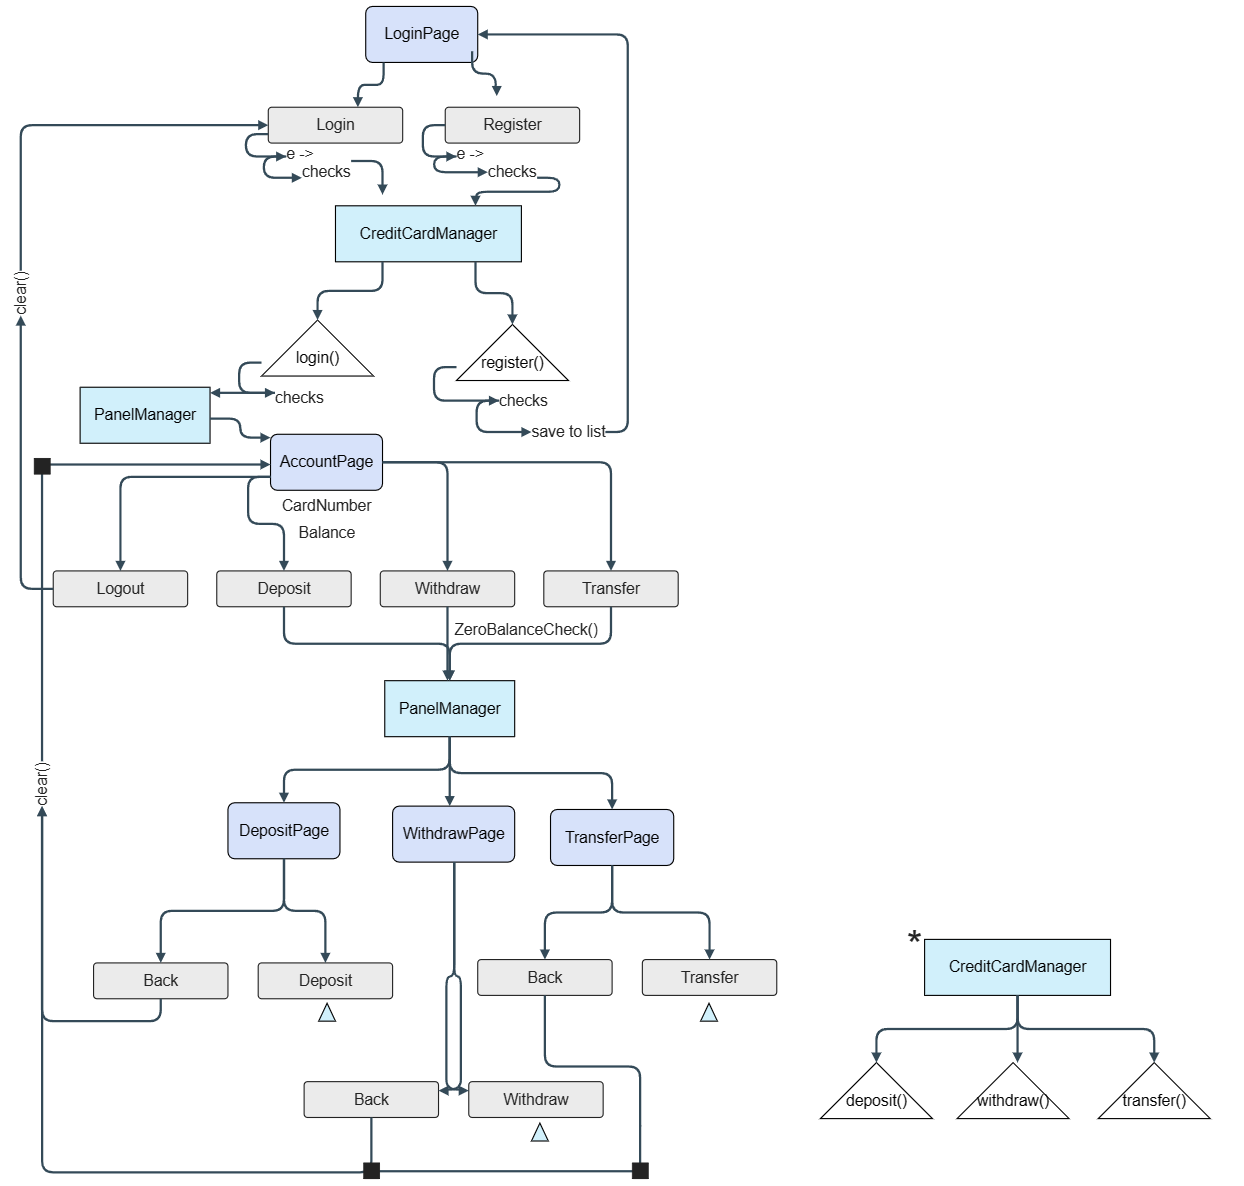 LoginPage
Login
Register
e ->
e ->
checks
checks
CreditCardManager
clear()
login()
register()
checks
checks
PanelManager
save to list
AccountPage
CardNumber
Balance
Logout
Deposit
Withdraw
Transfer
ZeroBalanceCheck()
PanelManager
clear()
DepositPage
WithdrawPage
TransferPage
*
CreditCardManager
Back
Deposit
Back
Transfer
Back
Withdraw
deposit()
withdraw()
transfer()